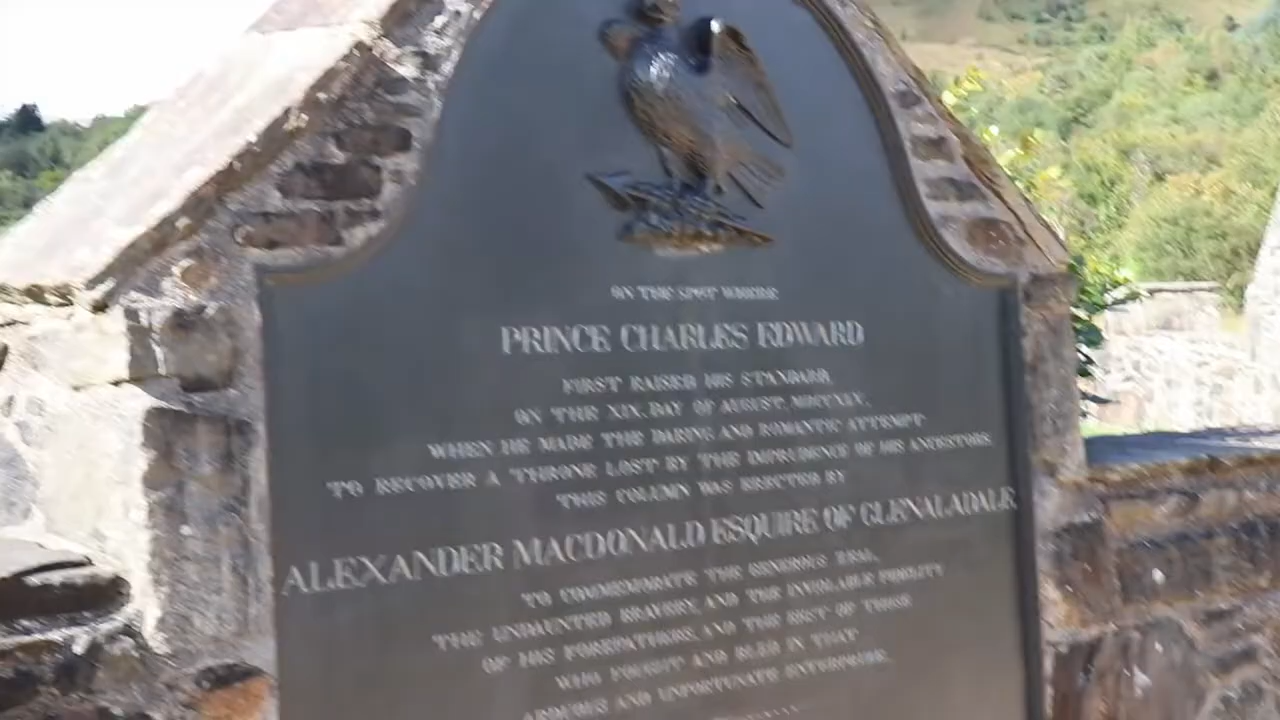 ON THE SPOT WHERE
PRINCE CHARLES EDWARD
FIRST RAISED HIS STANDARD,
ON THE XIX. DAY OF AUGUST, MDCCXLV,
WHEN HE MADE THE DARING AND ROMANTIC ATTEMPT
TO RECOVER A THRONE LOST BY THE IMPRUDENCE OF HIS ANCESTORS
THIS COLUMN WAS ERECTED BY
ALEXANDER MACDONALD ESQUIRE OF GLENALADALE
TO COMMEMORATE THE GENEROUS ZEAL,
THE UNDAUNTED BRAVERY, AND THE INVIOLABLE FIDELITY
OF HIS FOREFATHERS, AND THE REST OF THOSE
WHO FOUGHT AND BLED IN THAT
ARDUOUS AND UNFORTUNATE ENTERPRISE.